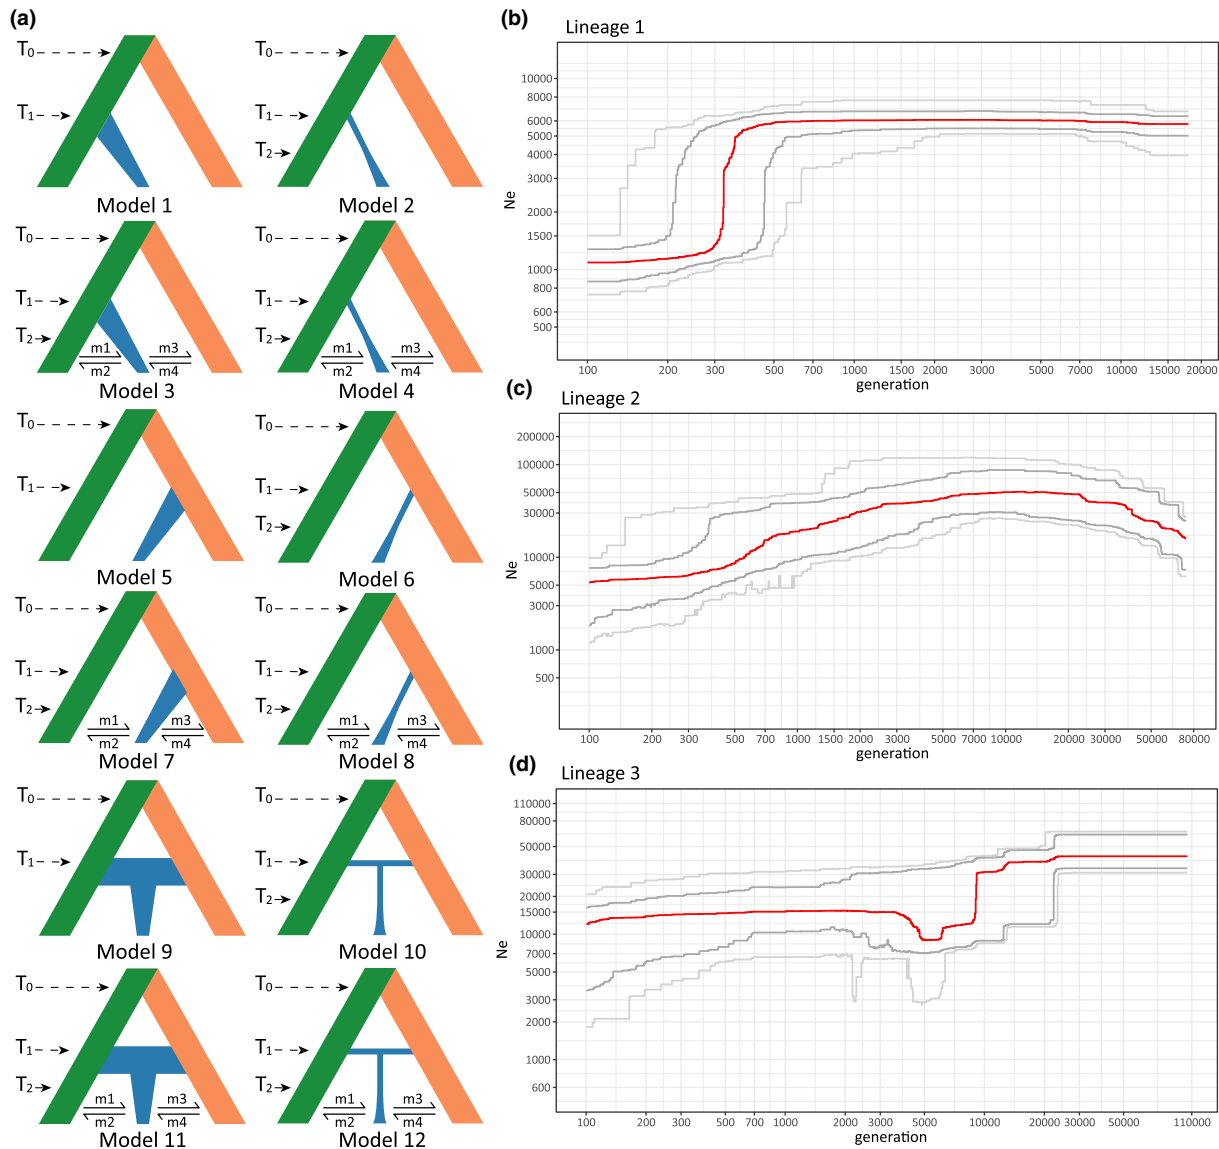 (a)
T0
T1
Model 1
T0
T1
T2
Model 2
T0
T1
T2
m1
m2
m3
m4
Model 3
T0
T1
T2
m1
m2
m3
m4
Model 4
T0
T1
Model 5
T0
T1
T2
Model 6
T0
T1
T2
m1
m2
m3
m4
Model 7
T0
T1
T2
m1
m2
m3
m4
Model 8
T0
T1
Model 9
T0
T1
T2
Model 10
T0
T1
T2
m1
m2
m3
m4
Model 11
T0
T1
T2
m1
m2
m3
m4
Model 12
(b)
Lineage 1
Ne
10000
8000
6000
5000
4000
3000
2000
1500
1000
800
600
500
100 200 300 500 700 1000 1500 2000 3000 5000 7000 10000 15000 20000
generation
(c)
Lineage 2
Ne
200000
100000
50000
30000
10000
5000
3000
1000
500
100 200 300 500 700 1000 1500 2000 3000 5000 7000 10000 20000 30000 50000 80000
generation
(d)
Lineage 3
Ne
110000
80000
50000
30000
20000
15000
10000
7000
5000
3000
2000
1000
600
100 200 300 500 700 1000 2000 3000 5000 10000 20000 30000 50000 110000
generation